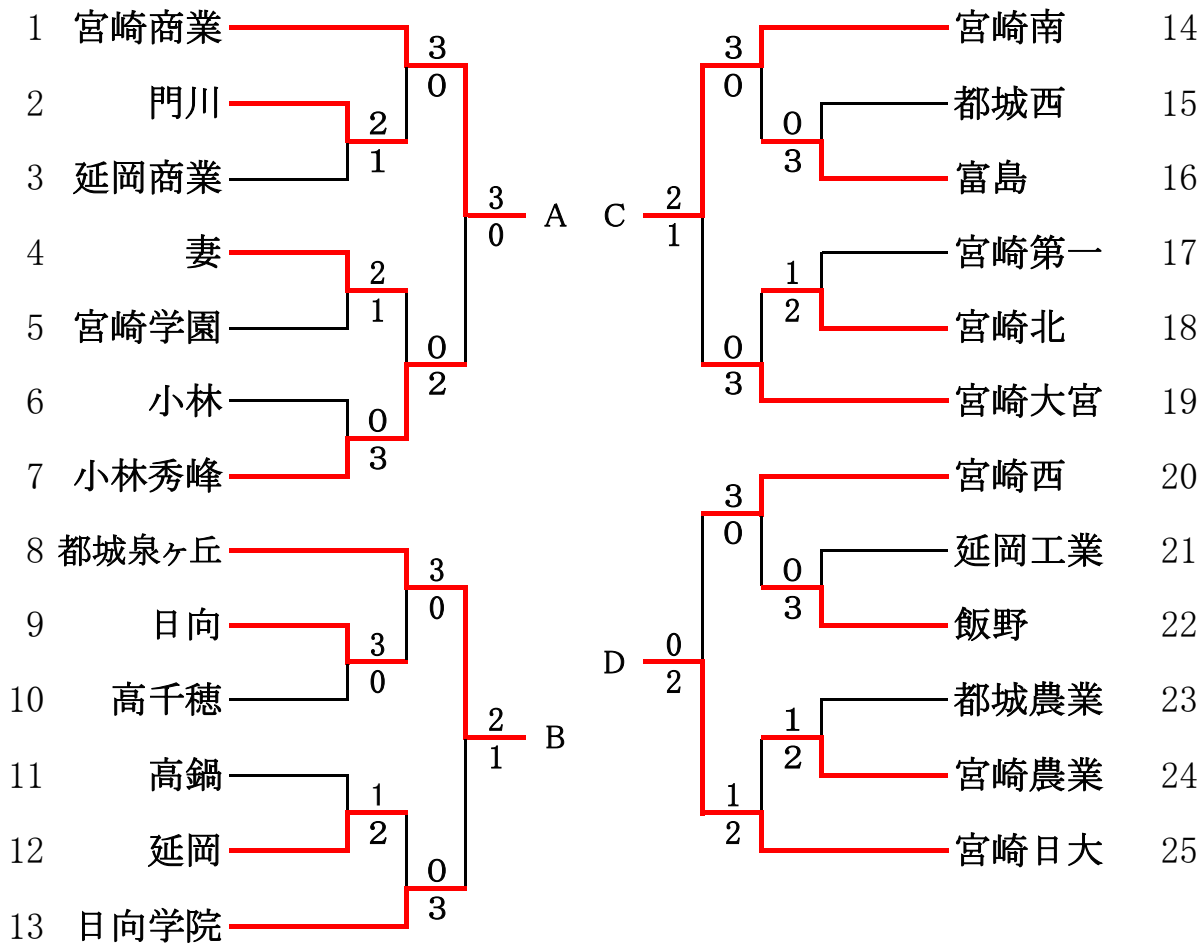 1 宮崎商業
2 門川
3 延岡商業
4 妻
5 宮崎学園
6 小林
7 小林秀峰
8 都城泉ヶ丘
9 日向
10 高千穂
11 高鍋
12 延岡
13 日向学院
3
0
2
1
2
1
0
2
0
3
3
0
A
3
0
3
0
1
2
0
3
2
1
B
C
2
1
3
0
0
3
1
2
0
3
D
0
2
3
0
0
3
1
2
1
2
宮崎南 14
都城西 15
富島 16
宮崎第一 17
宮崎北 18
宮崎大宮 19
宮崎西 20
延岡工業 21
飯野 22
都城農業 23
宮崎農業 24
宮崎日大 25